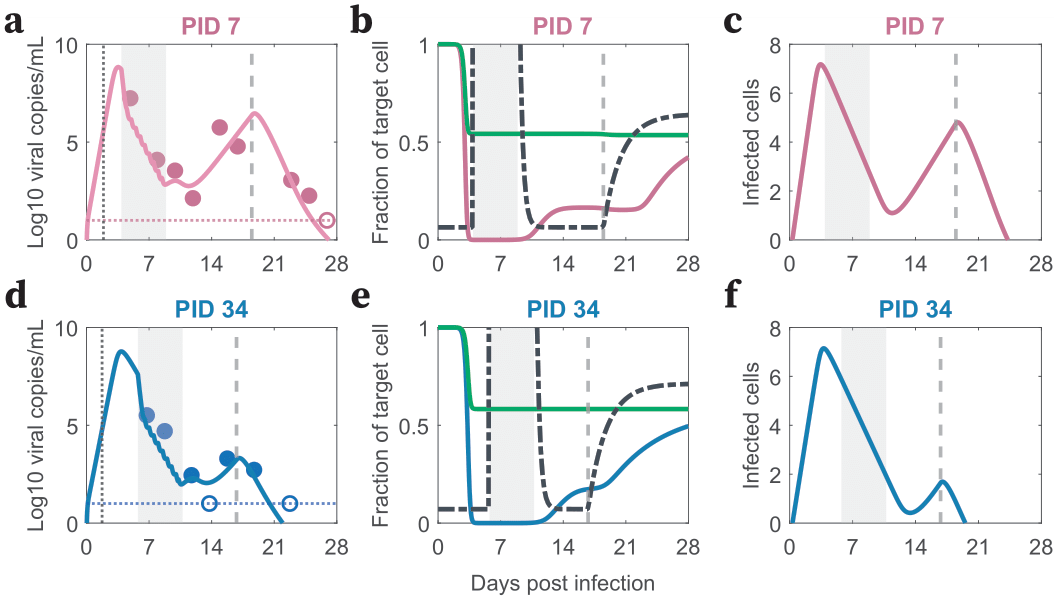 a
PID 7
Log10 viral copies/mL
10
5
0
0 7 14 21 28
b
PID 7
Fraction of target cell
1
0.5
0
0 7 14 21 28
c
PID 7
Infected cells
8
6
4
2
0
0 7 14 21 28
d
PID 34
Log10 viral copies/mL
10
5
0
0 7 14 21 28
e
PID 34
Fraction of target cell
1
0.5
0
0 7 14 21 28
Days post infection
f
PID 34
Infected cells
8
6
4
2
0
0 7 14 21 28